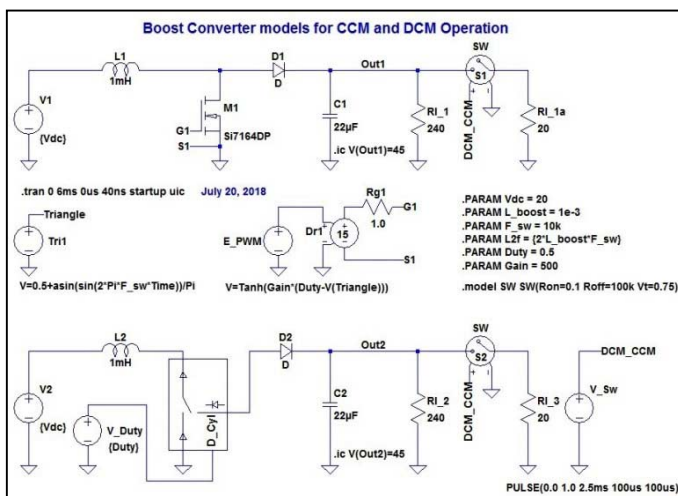 Boost Converter models for CCM and DCM Operation
L1
1mH
D1
D
Out1
SW
S1
V1
{Vdc}
M1
G1
Si7164DP
S1
C1
22µF
.ic V(Out1)=45
Rl_1
240
DCM_CCM
Rl_1a
20
.tran 0 6ms 0us 40ns startup uic
July 20, 2018
Triangle
Tri1
V=0.5+asin(sin(2*Pi*F_sw*Time))/Pi
E_PWM
Dr1
15
Rg1
1.0
G1
S1
V=Tanh(Gain*(Duty-V(Triangle)))
.PARAM Vdc = 20
.PARAM L_boost = 1e-3
.PARAM F_sw = 10k
.PARAM L2f = {2*L_boost*F_sw}
.PARAM Duty = 0.5
.PARAM Gain = 500
.model SW SW(Ron=0.1 Roff=100k Vt=0.75)
L2
1mH
D2
D
Out2
SW
S2
V2
{Vdc}
V_Duty
{Duty}
D_Cyl
C2
22µF
.ic V(Out2)=45
Rl_2
240
DCM_CCM
Rl_3
20
DCM_CCM
V_Sw
PULSE(0.0 1.0 2.5ms 100us 100us)